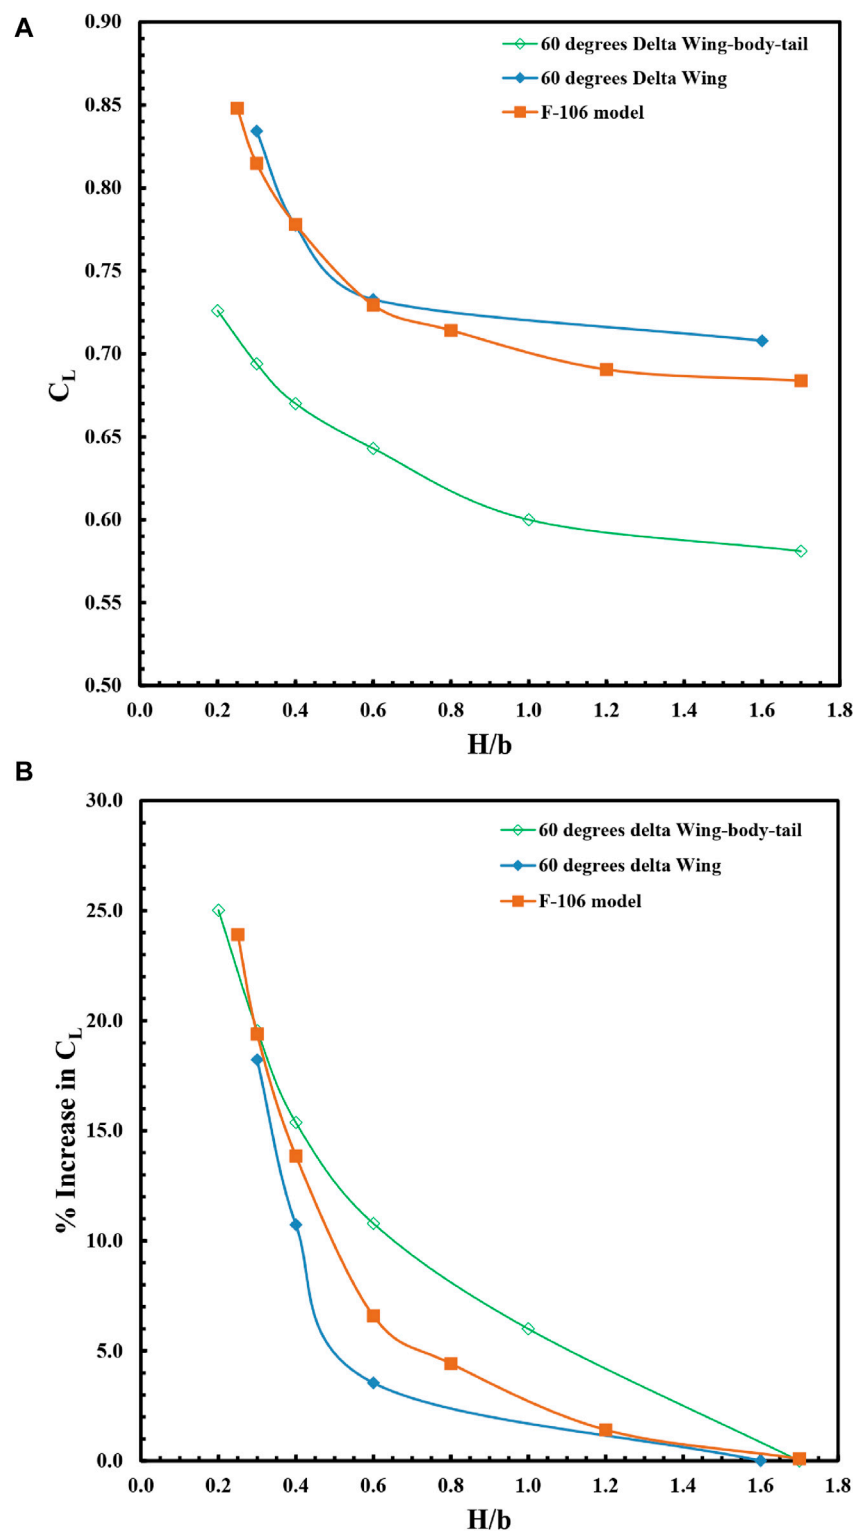 A
0.90
0.85
0.80
0.75
0.70
0.65
0.60
0.55
0.50
C_L
60 degrees Delta Wing-body-tail
60 degrees Delta Wing
F-106 model
0.0 0.2 0.4 0.6 0.8 1.0 1.2 1.4 1.6 1.8
H/b
B
30.0
25.0
20.0
15.0
10.0
5.0
0.0
% Increase in C_L
60 degrees delta Wing-body-tail
60 degrees delta Wing
F-106 model
0.0 0.2 0.4 0.6 0.8 1.0 1.2 1.4 1.6 1.8
H/b